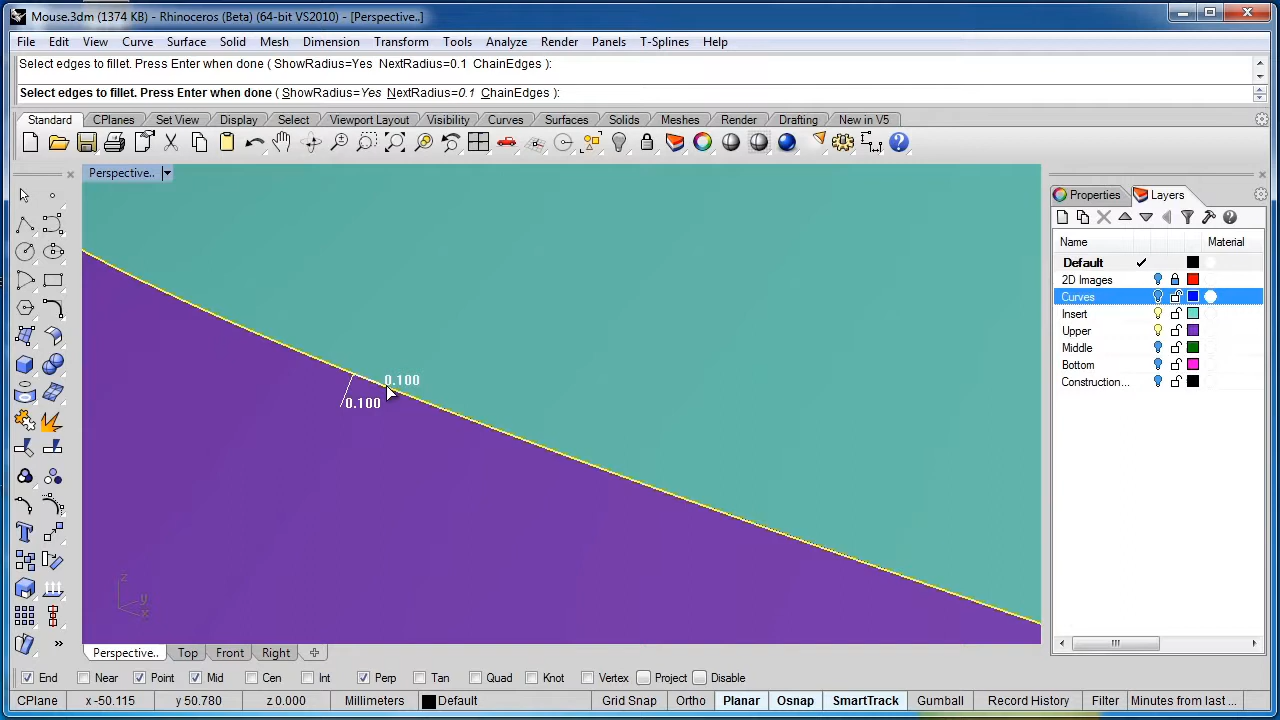 Mouse.3dm (1374 KB) - Rhinoceros (Beta) (64-bit VS2010) - [Perspective..]
File Edit View Curve Surface Solid Mesh Dimension Transform Tools Analyze Render Panels T-Splines Help
Select edges to fillet. Press Enter when done ( ShowRadius=Yes NextRadius=0.1 ChainEdges ):
Select edges to fillet. Press Enter when done ( ShowRadius=Yes NextRadius=0.1 ChainEdges ):
Standard CPlanes Set View Display Select Viewport Layout Visibility Curves Surfaces Solids Meshes Render Drafting New in V5
Perspective..
Properties Layers
Name Material
Default
2D Images
Curves
Insert
Upper
Middle
Bottom
Construction...
0.100
0.100
z
y
x
Perspective.. Top Front Right
End Near Point Mid Cen Int Perp Tan Quad Knot Vertex Project Disable
CPlane x -50.115 y 50.780 z 0.000 Millimeters Default Grid Snap Ortho Planar Osnap SmartTrack Gumball Record History Filter Minutes from last ...